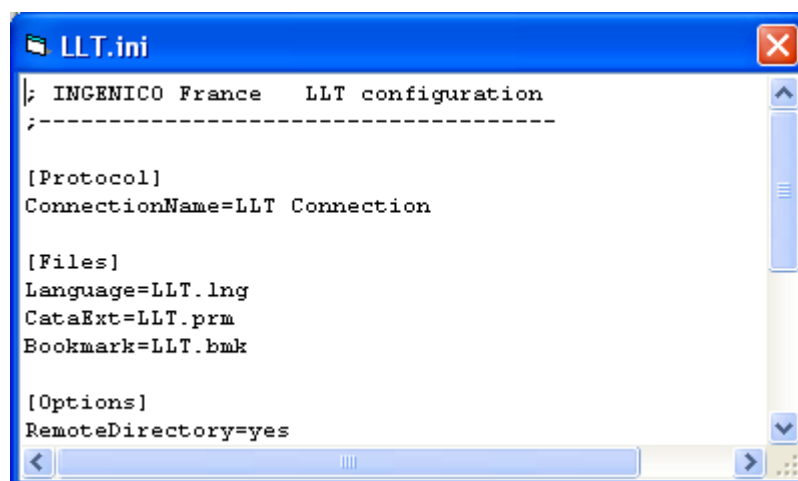 LLT.ini
; INGENICO France   LLT configuration
;-------------------------------------
[Protocol]
ConnectionName=LLT Connection
[Files]
Language=LLT.lng
CataExt=LLT.prm
Bookmark=LLT.bmk
[Options]
RemoteDirectory=yes